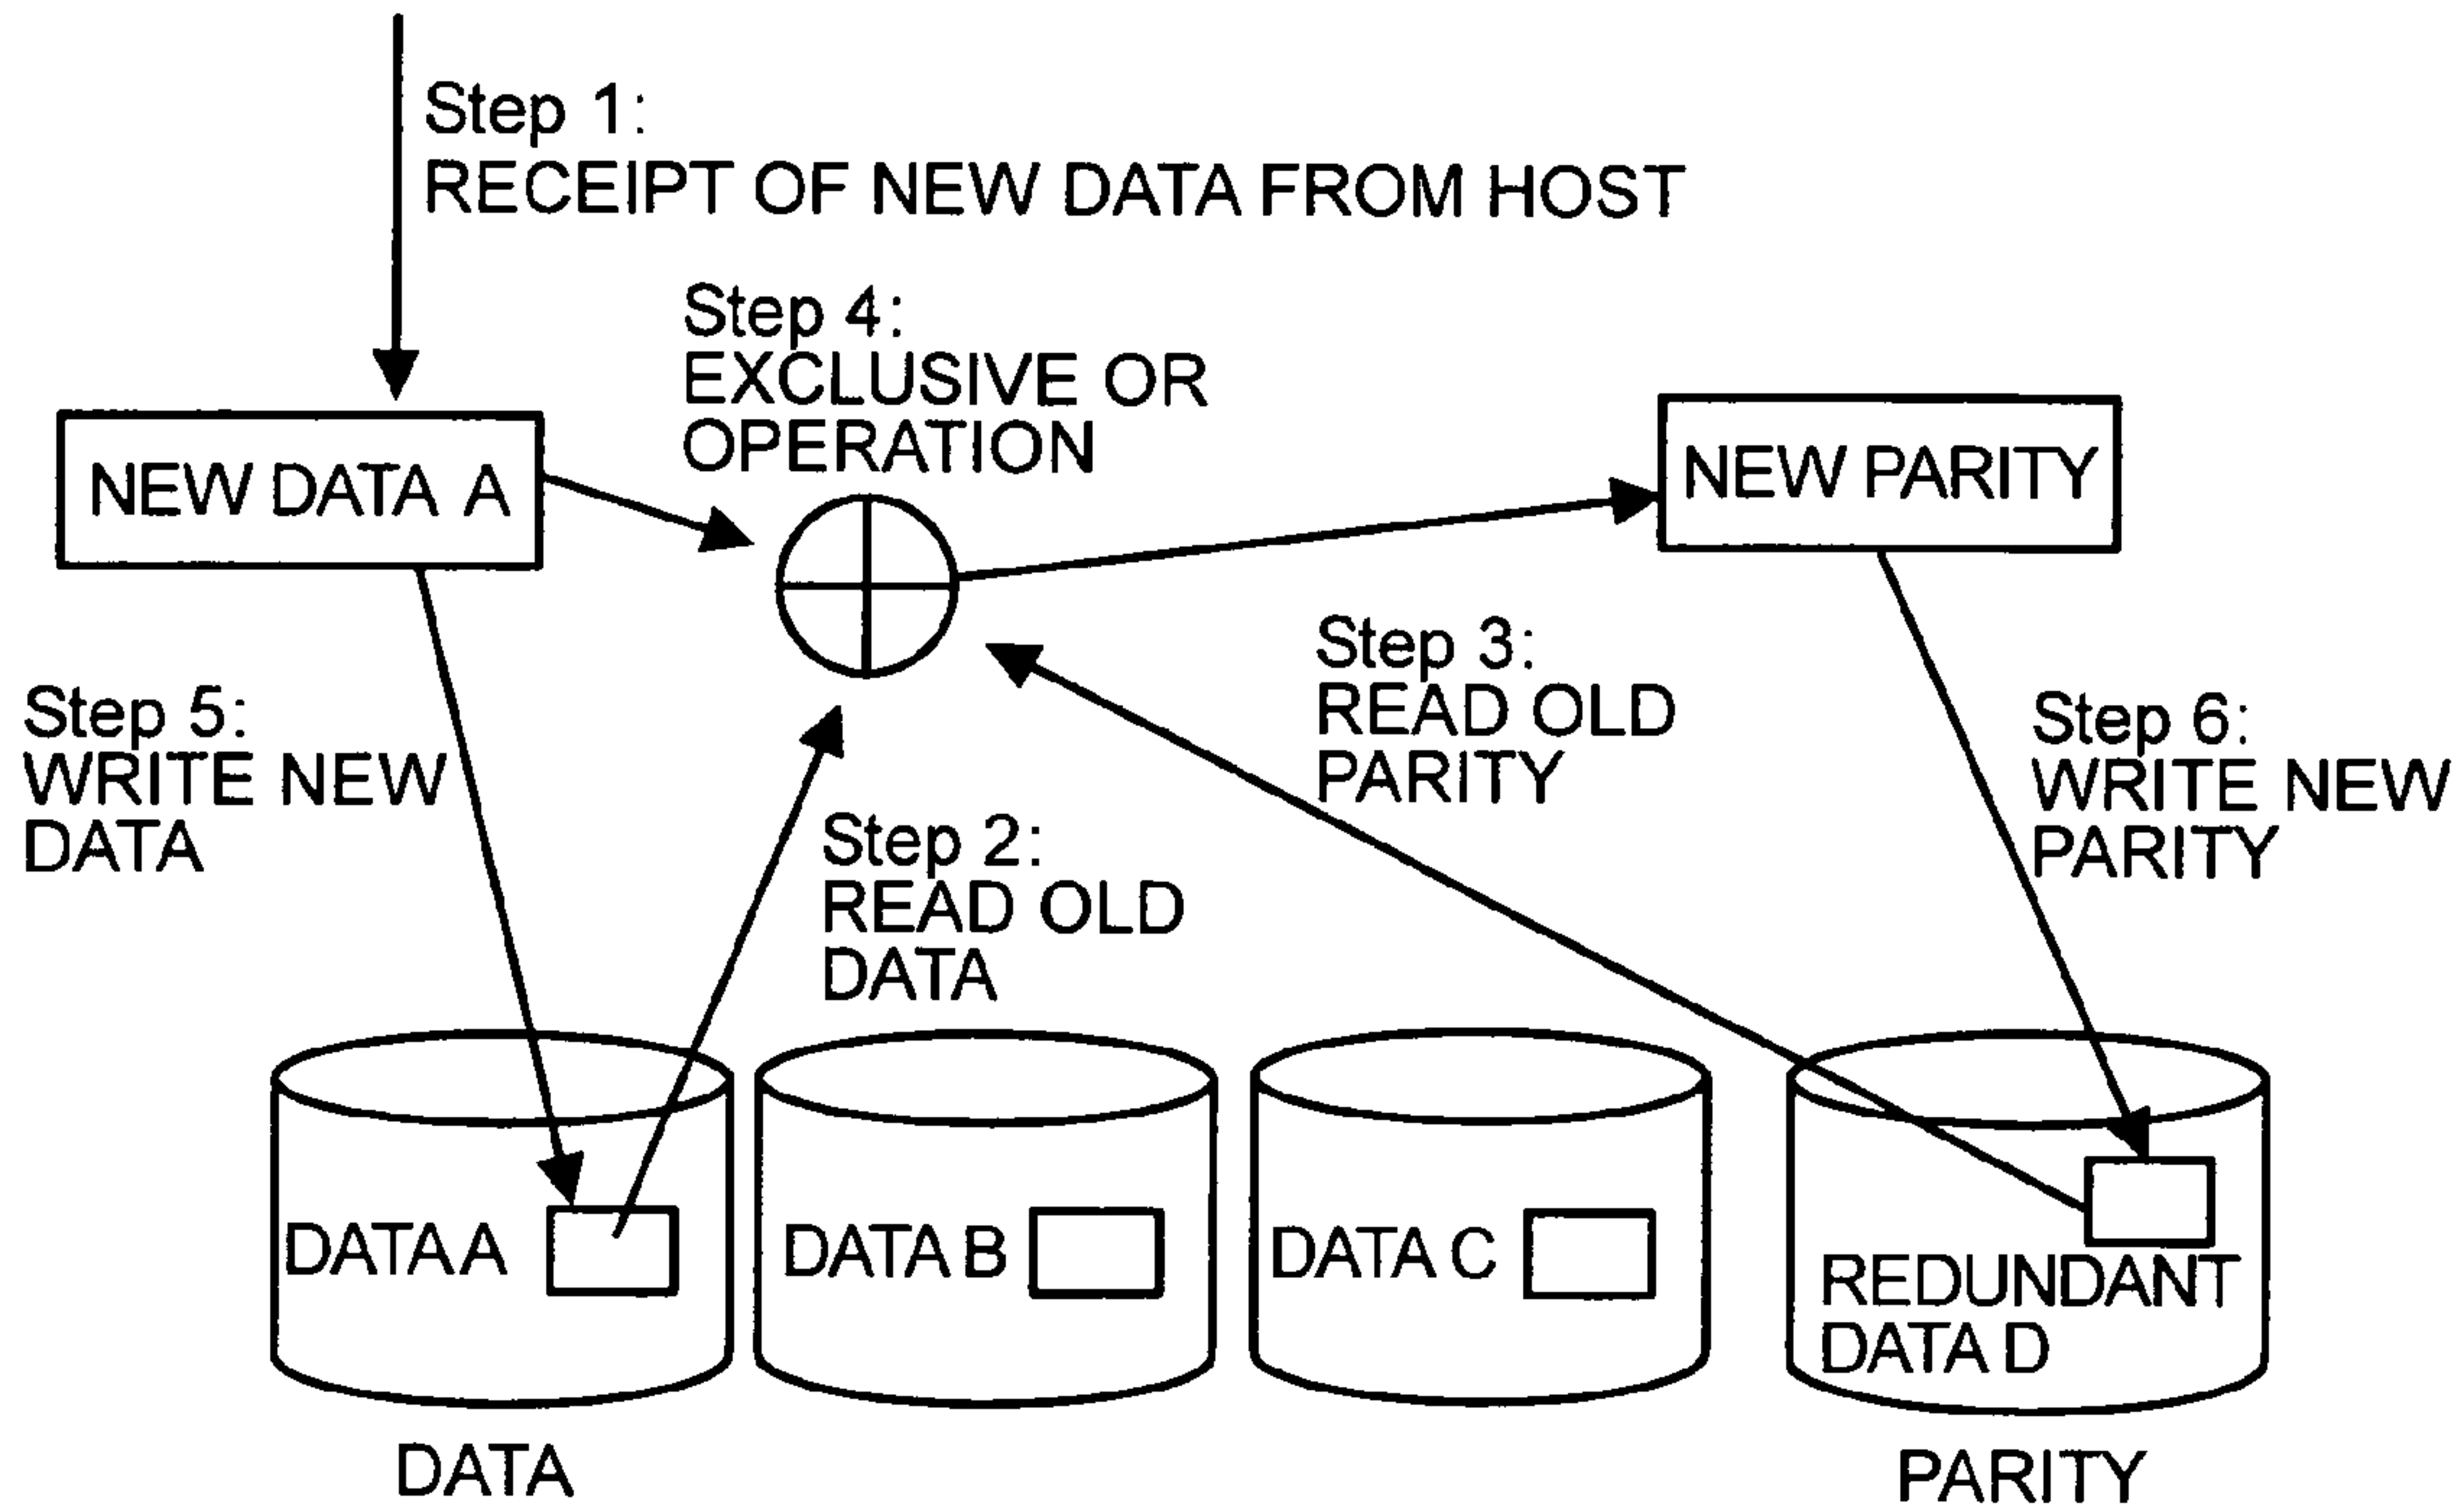 Step 1:
RECEIPT OF NEW DATA FROM HOST
Step 4:
EXCLUSIVE OR
OPERATION
NEW DATA A
NEW PARITY
Step 3:
READ OLD
PARITY
Step 5:
WRITE NEW
DATA
Step 6:
WRITE NEW
PARITY
Step 2:
READ OLD
DATA
DATA A
DATA B
DATA C
REDUNDANT
DATA D
DATA
PARITY